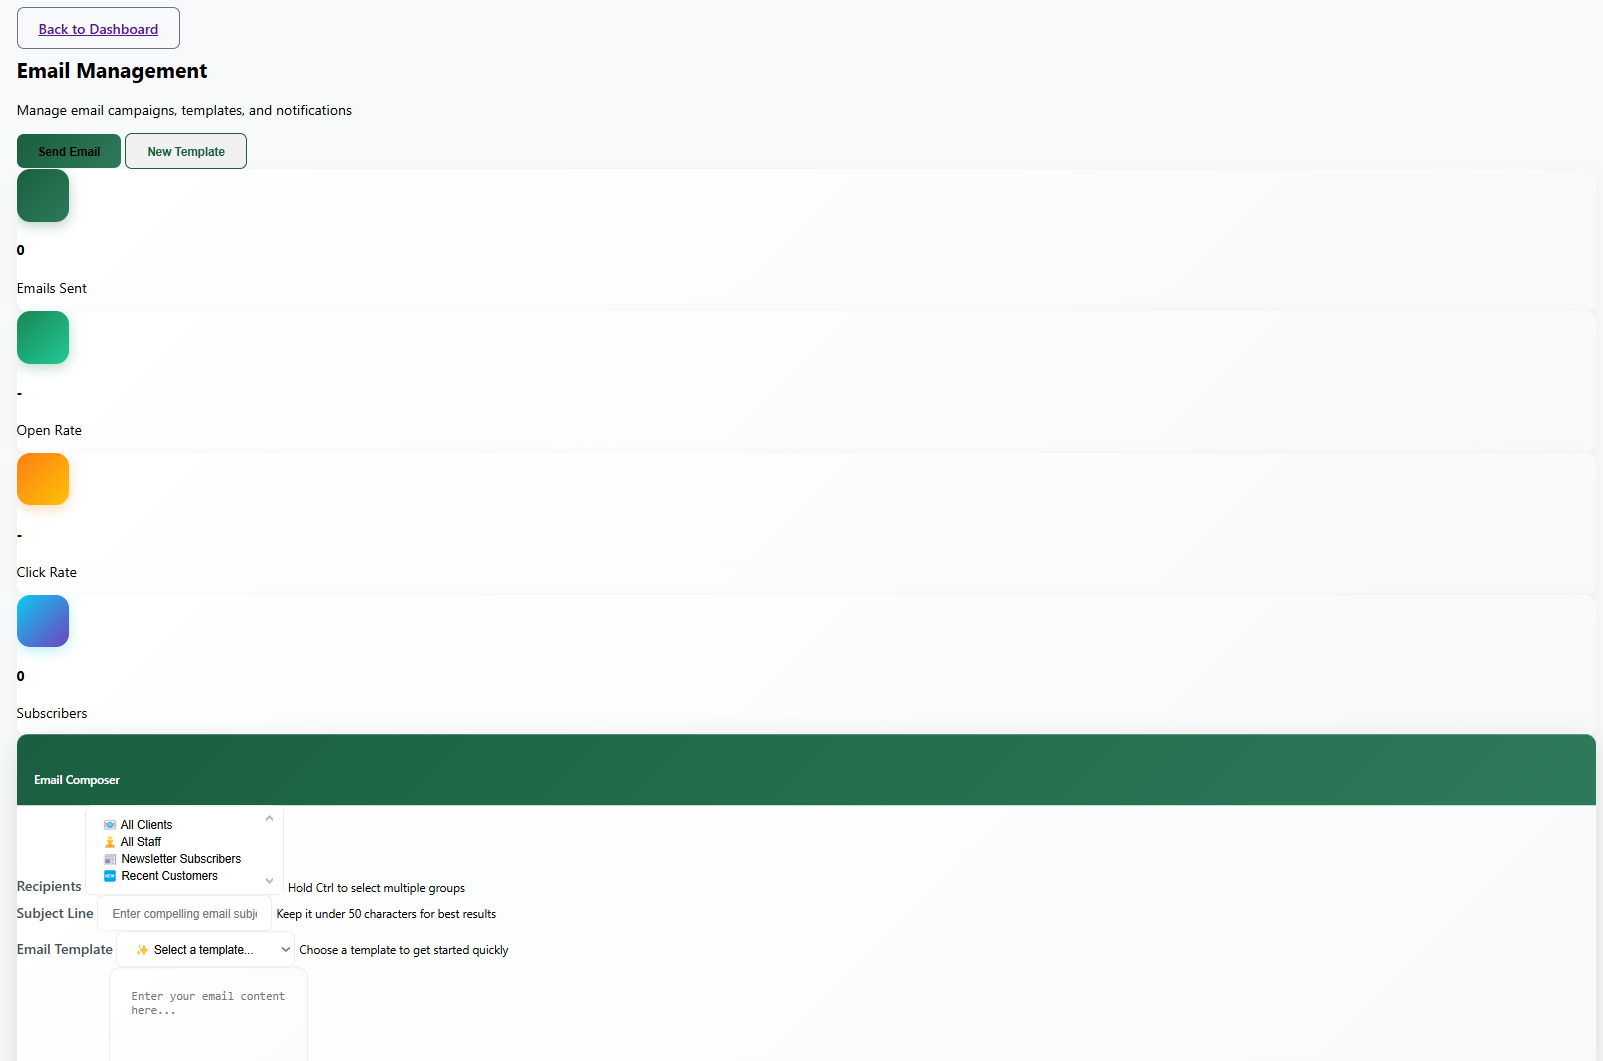 Back to Dashboard
Email Management
Manage email campaigns, templates, and notifications
Send Email
New Template
0
Emails Sent
-
Open Rate
-
Click Rate
0
Subscribers
Email Composer
All Clients
All Staff
Newsletter Subscribers
Recent Customers
Recipients
Hold Ctrl to select multiple groups
Subject Line
Enter compelling email subje
Keep it under 50 characters for best results
Email Template
✨ Select a template...
Choose a template to get started quickly
Enter your email content
here...